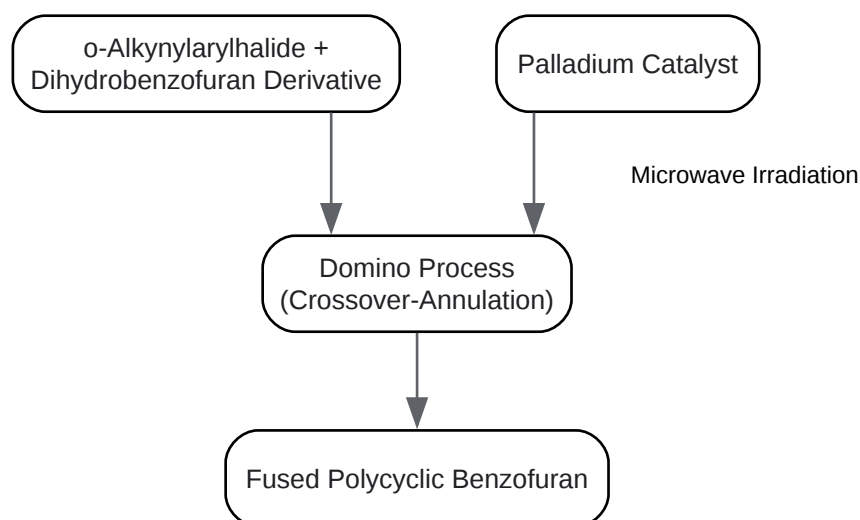 o-Alkynylarylhalide +
Dihydrobenzofuran Derivative
Palladium Catalyst
Microwave Irradiation
Domino Process
(Crossover-Annulation)
Fused Polycyclic Benzofuran